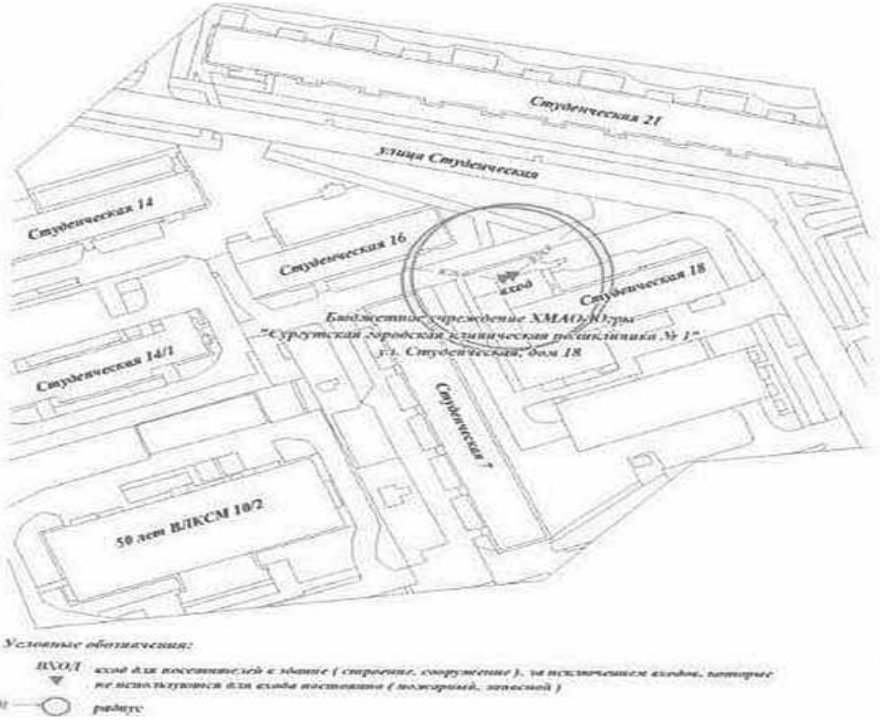 Студенческая 21
улица Студенческая
Студенческая 14
Студенческая 16
вход
Студенческая 18
Бюджетное учреждение ХМАО-Югры
"Сургутская городская клиническая поликлиника № 1"
ул. Студенческая, дом 18
Студенческая 14/1
Студенческая 7
50 лет ВЛКСМ 10/2
Условные обозначения:
ВХОД вход для посетителей в здание ( строение, сооружение ), за исключением входов, которые
не используются для входа постоянно ( пожарный, запасной )
радиус